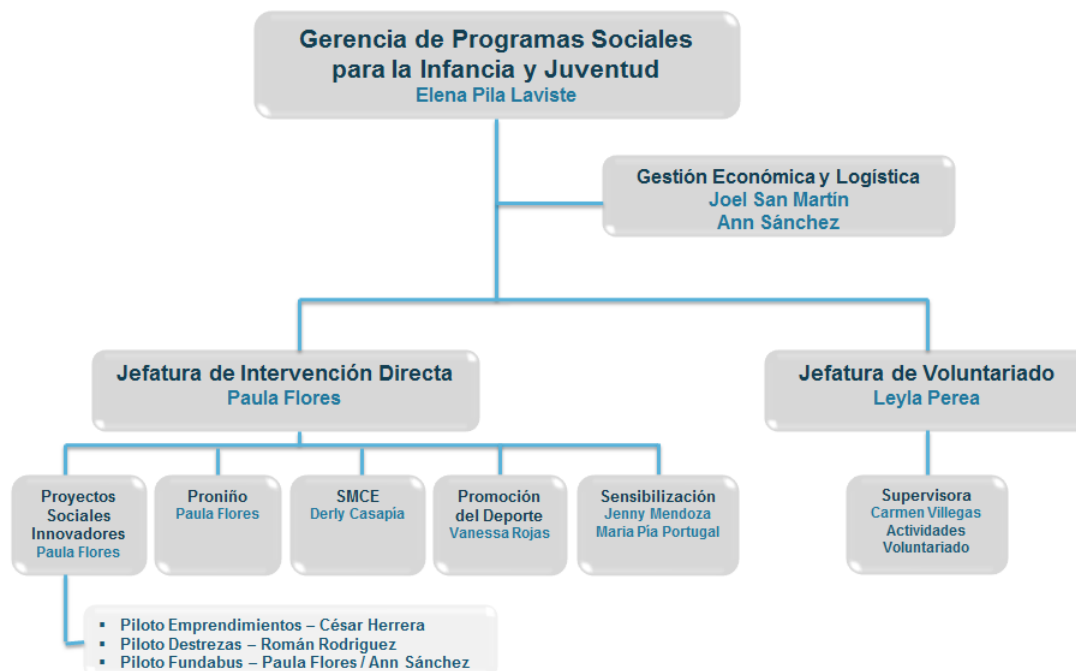 Gerencia de Programas Sociales
para la Infancia y Juventud
Elena Pila Laviste
Gestión Económica y Logística
Joel San Martín
Ann Sánchez
Jefatura de Intervención Directa
Paula Flores
Jefatura de Voluntariado
Leyla Perea
Proyectos
Sociales
Innovadores
Paula Flores
Proniño
Paula Flores
SMCE
Derly Casapía
Promoción
del Deporte
Vanessa Rojas
Sensibilización
Jenny Mendoza
Maria Pía Portugal
Supervisora
Carmen Villegas
Actividades
Voluntariado
▪ Piloto Emprendimientos – César Herrera
▪ Piloto Destrezas – Román Rodriguez
▪ Piloto Fundabus – Paula Flores / Ann Sánchez